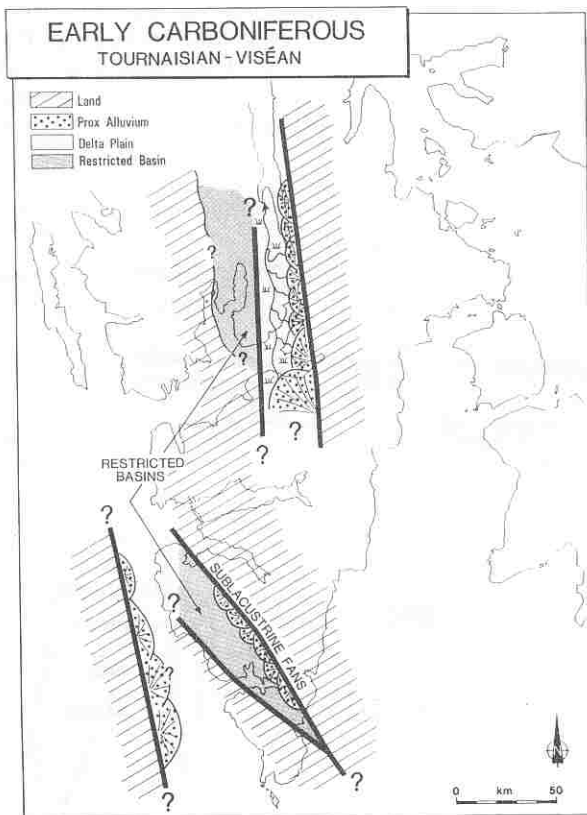 EARLY CARBONIFEROUS
TOURNAISIAN - VISÉAN
Land
Prox Alluvium
Delta Plain
Restricted Basin
?
?
?
?
?
?
RESTRICTED
BASINS
?
SUBLACUSTRINE FANS
?
?
?
?
N
0 km 50